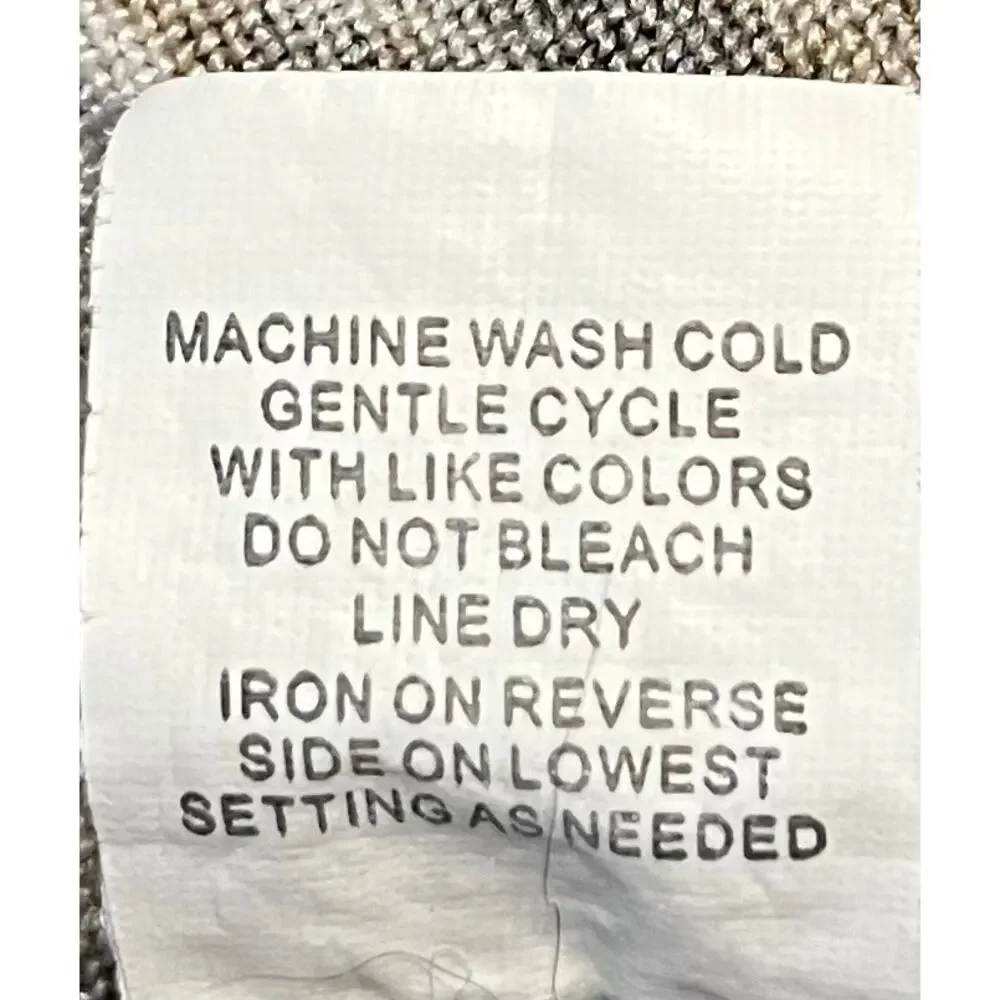 MACHINE WASH COLD
GENTLE CYCLE
WITH LIKE COLORS
DO NOT BLEACH
LINE DRY
IRON ON REVERSE
SIDE ON LOWEST
SETTING AS NEEDED